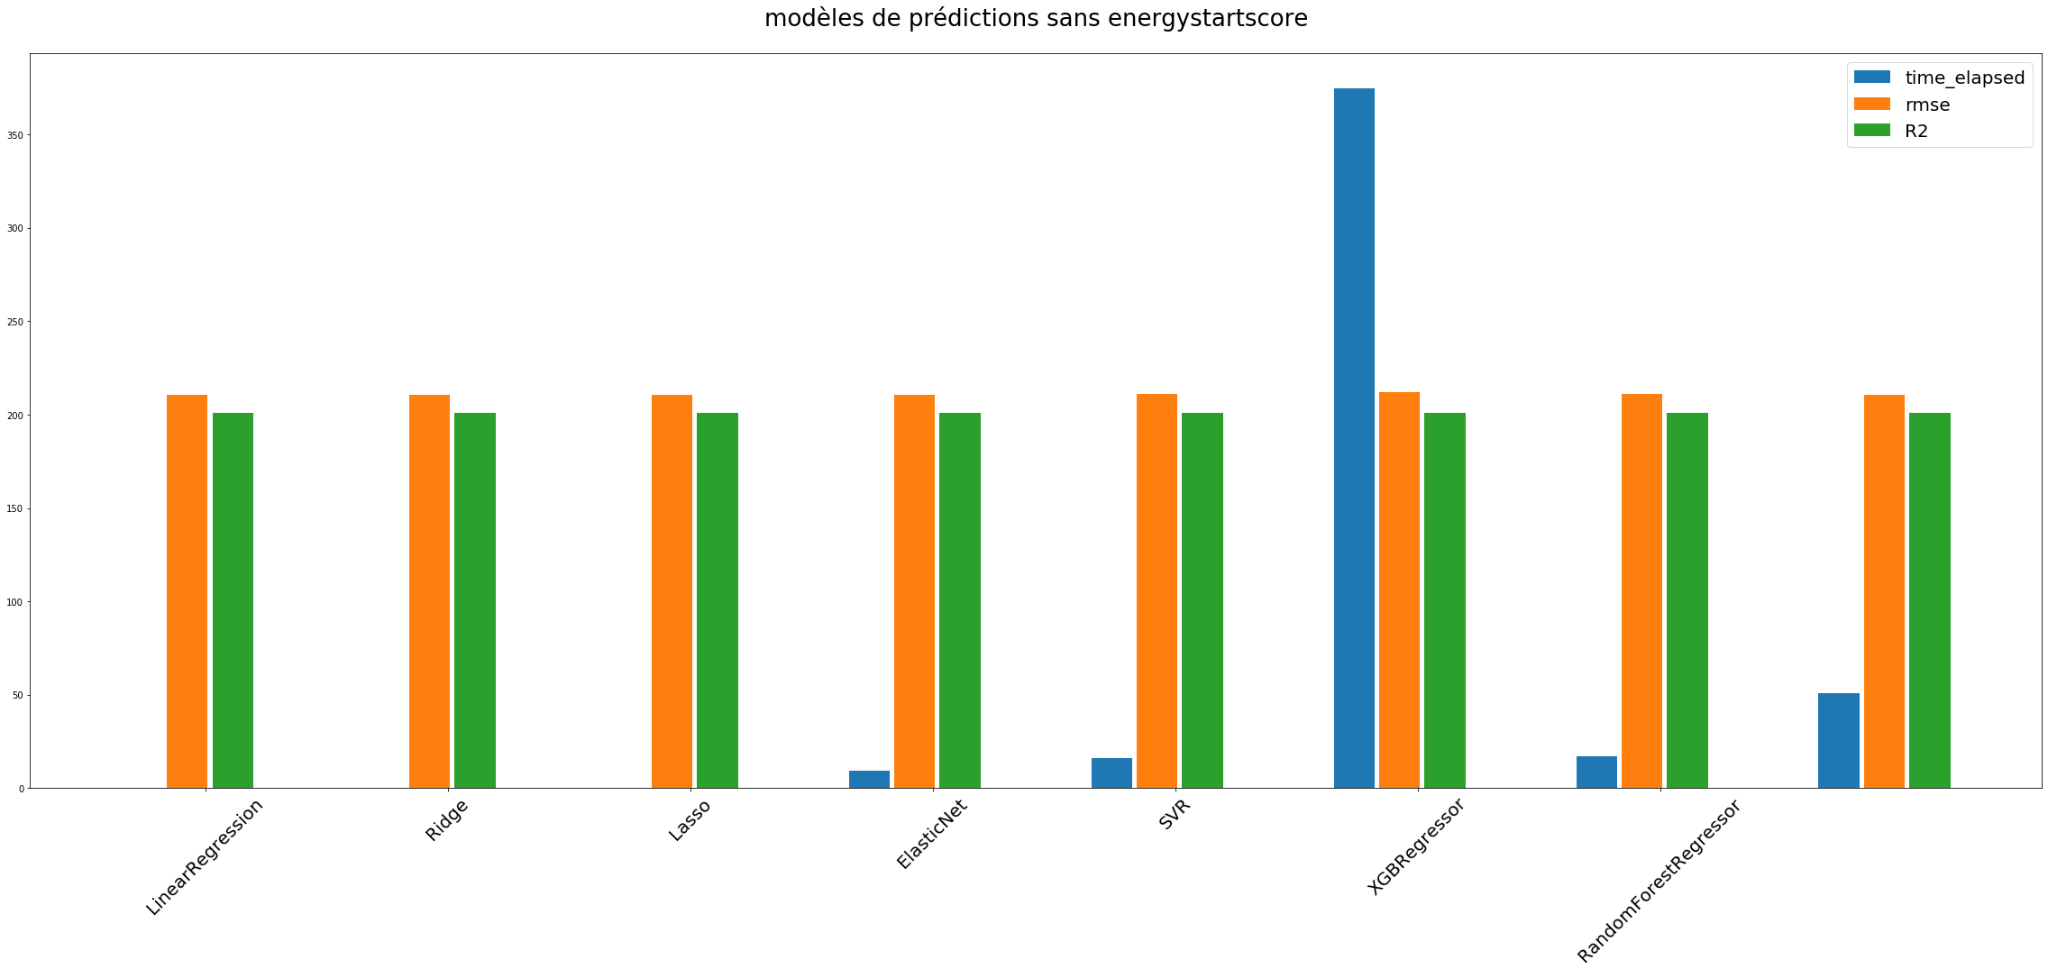 modèles de prédictions sans energystartscore
time_elapsed
rmse
R2
350
300
250
200
150
100
50
0
LinearRegression
Ridge
Lasso
ElasticNet
SVR
XGBRegressor
RandomForestRegressor